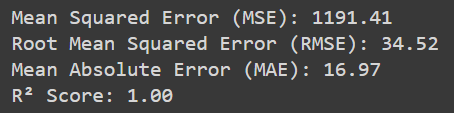 Mean Squared Error (MSE): 1191.41
Root Mean Squared Error (RMSE): 34.52
Mean Absolute Error (MAE): 16.97
R² Score: 1.00